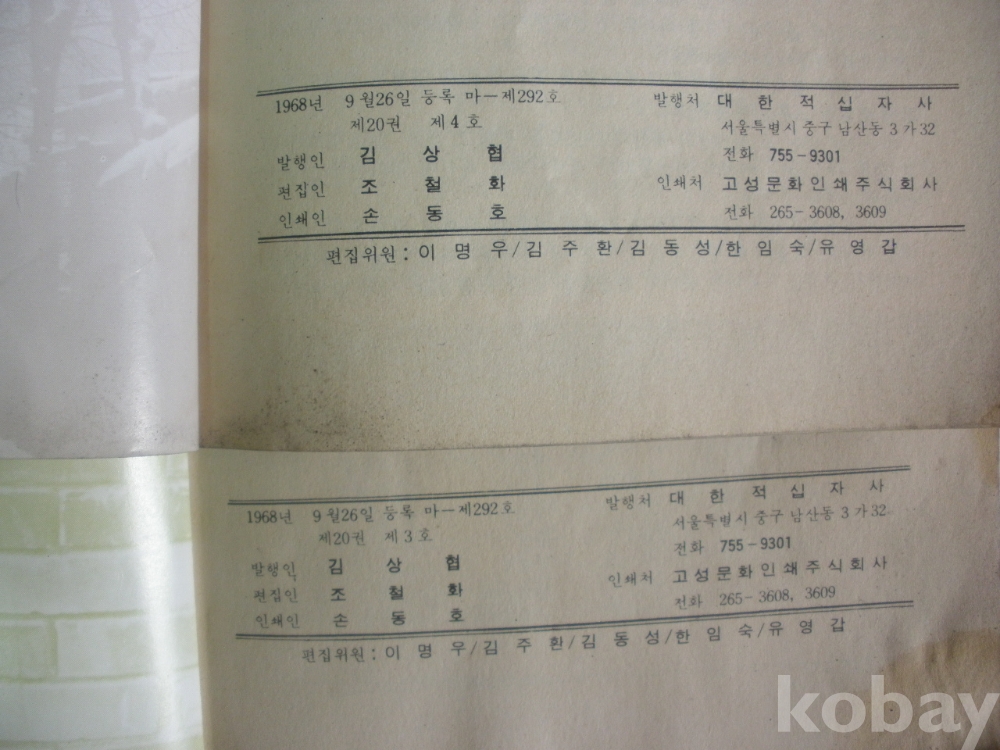 1968년 9월26일 등록 마－제292호
제20권 제4호
발행인 김 상 협
편집인 조 철 화
인쇄인 손 동 호
발행처 대 한 적 십 자 사
서울특별시 중구 남산동 3가32
전화 755－9301
인쇄처 고성문화인쇄주식회사
전화 265－3608, 3609
편집위원 : 이 명 우/김 주 환/김 동 성/한 임 숙/유 영 갑
1968년 9월26일 등록 마－제292호
제20권 제3호
발행인 김 상 협
편집인 조 철 화
인쇄인 손 동 호
발행처 대 한 적 십 자 사
서울특별시 중구 남산동 3가32
전화 755－9301
인쇄처 고성문화인쇄주식회사
전화 265－3608, 3609
편집위원 : 이 명 우/김 주 환/김 동 성/한 임 숙/유 영 갑
kobay